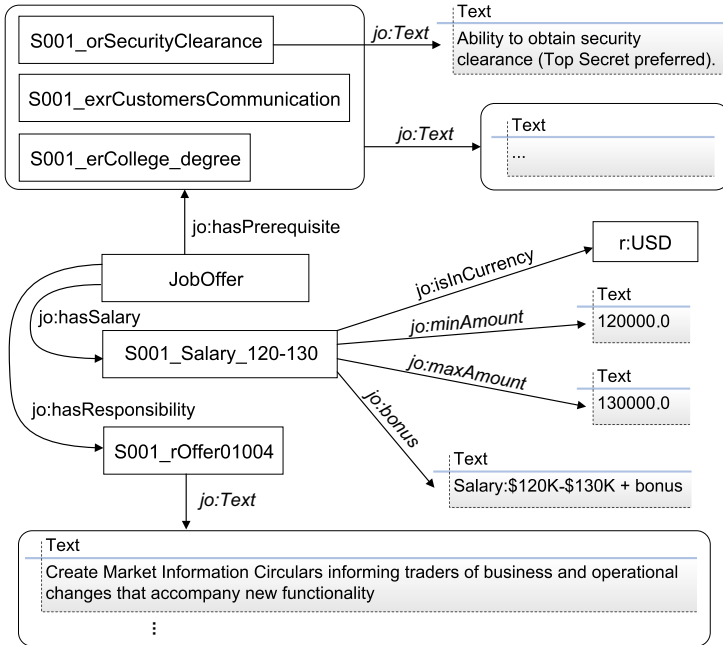 S001_orSecurityClearance
jo:Text
Text
Ability to obtain security
clearance (Top Secret preferred).
S001_exrCustomersCommunication
S001_erCollege_degree
jo:Text
Text
...
jo:hasPrerequisite
JobOffer
jo:isInCurrency
r:USD
jo:hasSalary
S001_Salary_120-130
jo:minAmount
Text
120000.0
jo:maxAmount
Text
130000.0
jo:hasResponsibility
jo:bonus
S001_rOffer01004
Text
Salary:$120K-$130K + bonus
jo:Text
Text
Create Market Information Circulars informing traders of business and operational
changes that accompany new functionality
⋮